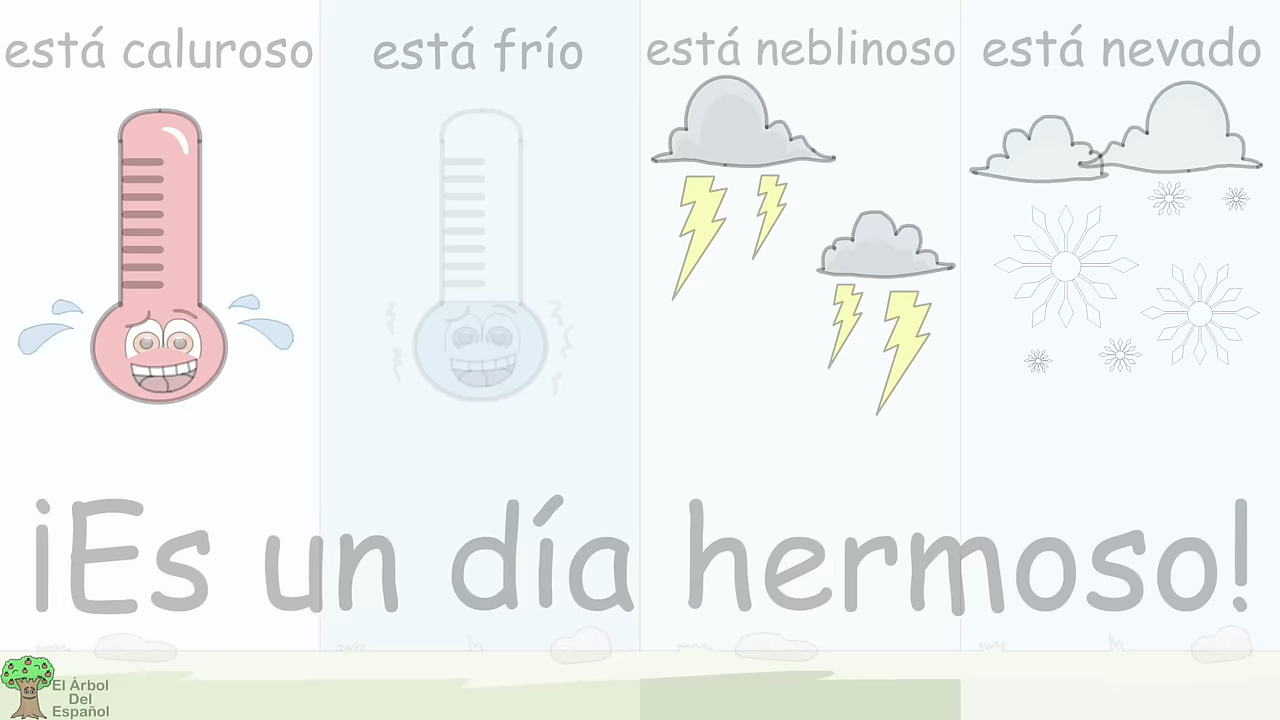 está caluroso
está frío
está neblinoso
está nevado
¡Es un día hermoso!
El Árbol
Del
Español